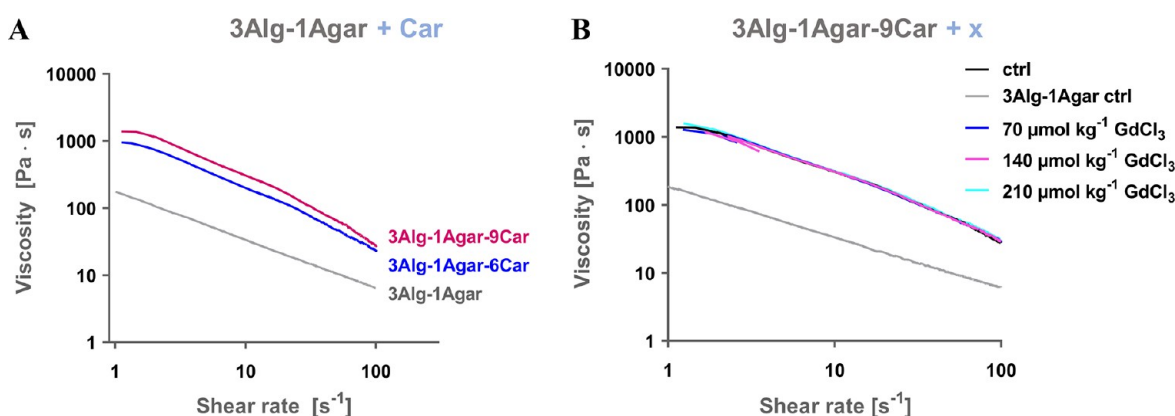 A
3Alg-1Agar + Car
10000
1000
100
10
1
Viscosity [Pa · s]
3Alg-1Agar-9Car
3Alg-1Agar-6Car
3Alg-1Agar
1 10 100
Shear rate [s⁻¹]
B
3Alg-1Agar-9Car + x
10000
1000
100
10
1
Viscosity [Pa · s]
ctrl
3Alg-1Agar ctrl
70 µmol kg⁻¹ GdCl₃
140 µmol kg⁻¹ GdCl₃
210 µmol kg⁻¹ GdCl₃
1 10 100
Shear rate [s⁻¹]